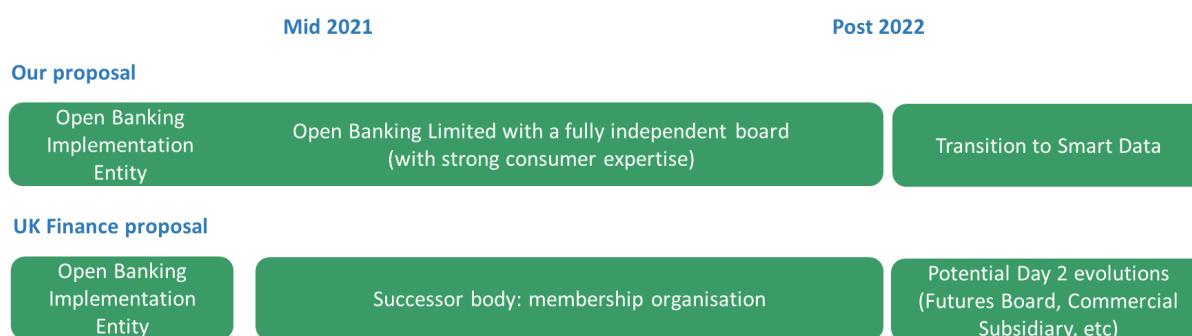 Mid 2021
Post 2022
Our proposal
Open Banking
Implementation
Entity
Open Banking Limited with a fully independent board
(with strong consumer expertise)
Transition to Smart Data
UK Finance proposal
Open Banking
Implementation
Entity
Successor body: membership organisation
Potential Day 2 evolutions
(Futures Board, Commercial
Subsidiary, etc)